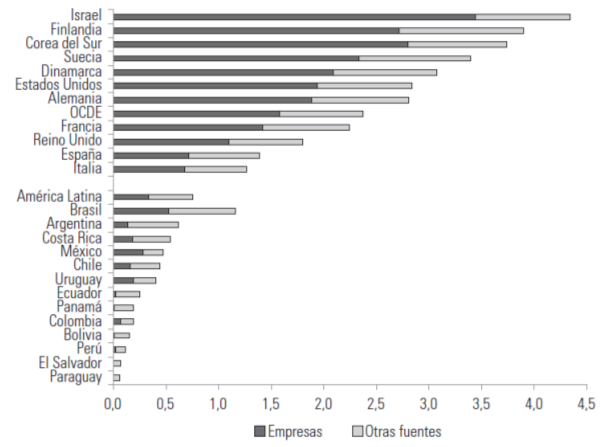 Israel
Finlandia
Corea del Sur
Suecia
Dinamarca
Estados Unidos
Alemania
OCDE
Francia
Reino Unido
España
Italia
América Latina
Brasil
Argentina
Costa Rica
México
Chile
Uruguay
Ecuador
Panamá
Colombia
Bolivia
Perú
El Salvador
Paraguay
0,0 0,5 1,0 1,5 2,0 2,5 3,0 3,5 4,0 4,5
Empresas Otras fuentes